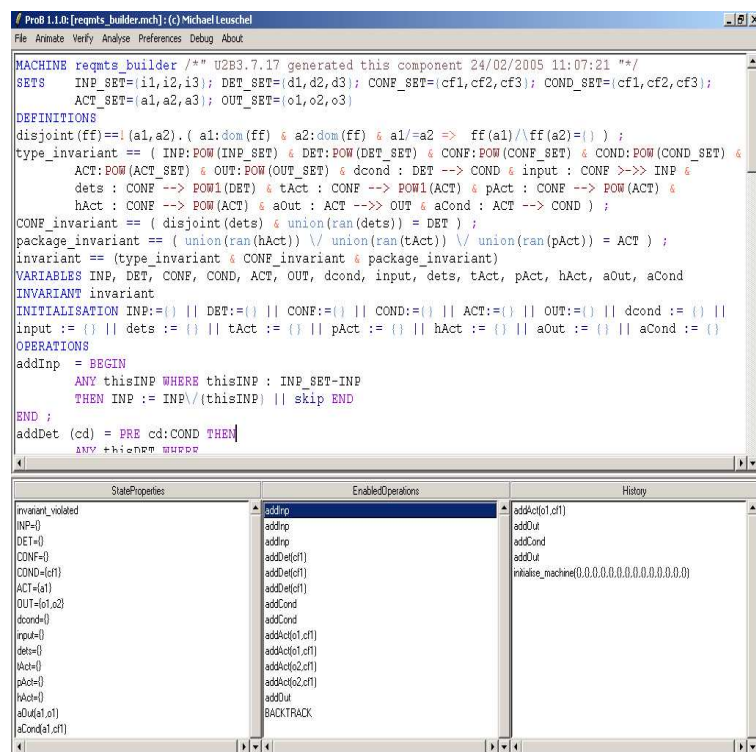 ProB 1.1.0: [reqmts_builder.mch] : (c) Michael Leuschel
File Animate Verify Analyse Preferences Debug About
MACHINE reqmts_builder /*" U2B3.7.17 generated this component 24/02/2005 11:07:21 "*/
SETS INP_SET={i1,i2,i3}; DET_SET={d1,d2,d3}; CONF_SET={cf1,cf2,cf3}; COND_SET={cf1,cf2,cf3};
ACT_SET={a1,a2,a3}; OUT_SET={o1,o2,o3}
DEFINITIONS
disjoint(ff)==!(a1,a2).( a1:dom(ff) & a2:dom(ff) & a1/=a2 => ff(a1)/\ff(a2)={} ) ;
type_invariant == ( INP:POW(INP_SET) & DET:POW(DET_SET) & CONF:POW(CONF_SET) & COND:POW(COND_SET) &
ACT:POW(ACT_SET) & OUT:POW(OUT_SET) & dcond : DET --> COND & input : CONF >->> INP &
dets : CONF --> POW1(DET) & tAct : CONF --> POW1(ACT) & pAct : CONF --> POW(ACT) &
hAct : CONF --> POW(ACT) & aOut : ACT -->> OUT & aCond : ACT --> COND ) ;
CONF_invariant == ( disjoint(dets) & union(ran(dets)) = DET ) ;
package_invariant == ( union(ran(hAct)) \/ union(ran(tAct)) \/ union(ran(pAct)) = ACT ) ;
invariant == (type_invariant & CONF_invariant & package_invariant)
VARIABLES INP, DET, CONF, COND, ACT, OUT, dcond, input, dets, tAct, pAct, hAct, aOut, aCond
INVARIANT invariant
INITIALISATION INP:={} || DET:={} || CONF:={} || COND:={} || ACT:={} || OUT:={} || dcond := {} ||
input := {} || dets := {} || tAct := {} || pAct := {} || hAct := {} || aOut := {} || aCond := {}
OPERATIONS
addInp = BEGIN
ANY thisINP WHERE thisINP : INP_SET-INP
THEN INP := INP\/{thisINP} || skip END
END ;
addDet (cd) = PRE cd:COND THEN
ANY thisDET WHERE
StateProperties EnabledOperations History
invariant_violated addInp addAct(o1,cf1)
INP={} addInp addOut
DET={} addInp addCond
CONF={} addDet(cf1) addOut
COND={cf1} addDet(cf1) initialise_machine({},{},{},{},{},{},{},{},{},{},{},{},{},{})
ACT={a1} addDet(cf1)
OUT={o1,o2} addCond
dcond={} addCond
input={} addAct(o1,cf1)
dets={} addAct(o1,cf1)
tAct={} addAct(o2,cf1)
pAct={} addAct(o2,cf1)
hAct={} addOut
aOut(a1,o1) BACKTRACK
aCond(a1,cf1)